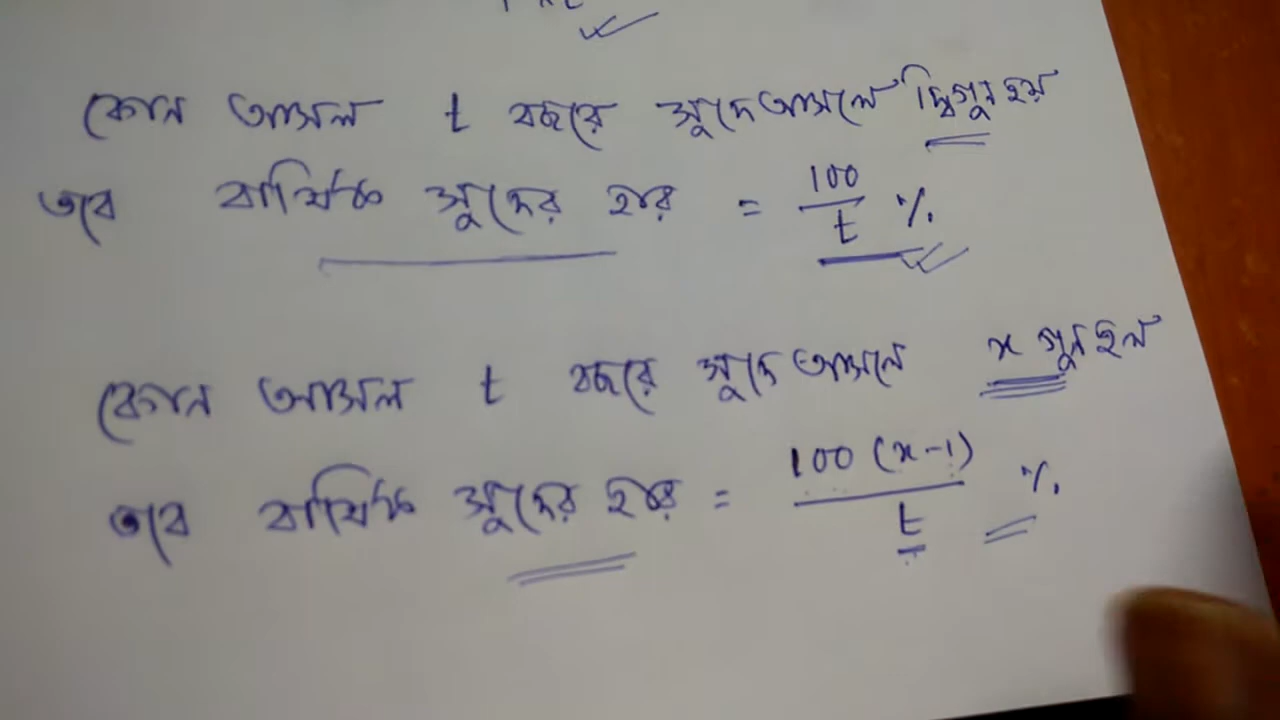 কোন আসল t বছরে সুদে আসলে দ্বিগুন হয়
তবে বার্ষিক সুদের হার = 100/t %
কোন আসল t বছরে সুদে আসলে x গুন হলে
তবে বার্ষিক সুদের হার = 100 (x-1)/t %